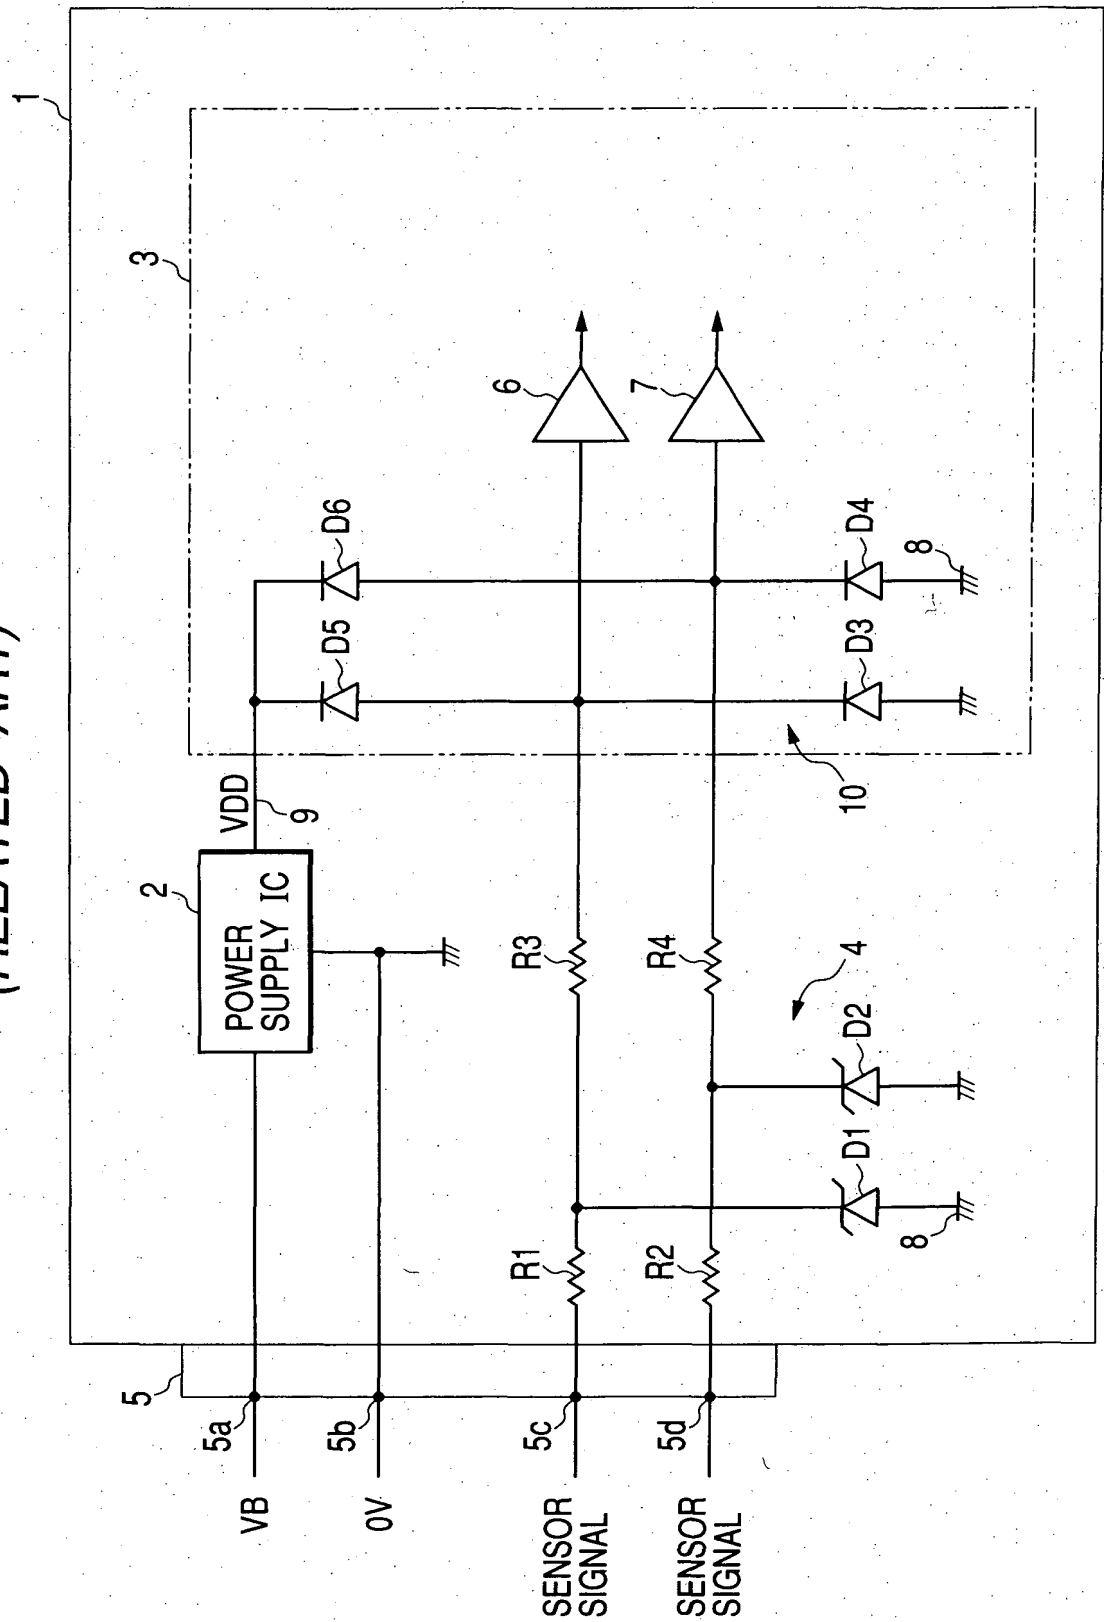 (RELATED ART)
1
5
2
3
5a
VB
POWER
SUPPLY IC
VDD
9
D5
D6
5b
0V
6
R1
R3
5c
SENSOR
SIGNAL
7
R2
R4
5d
SENSOR
SIGNAL
4
10
D1
D2
D3
D4
8
8